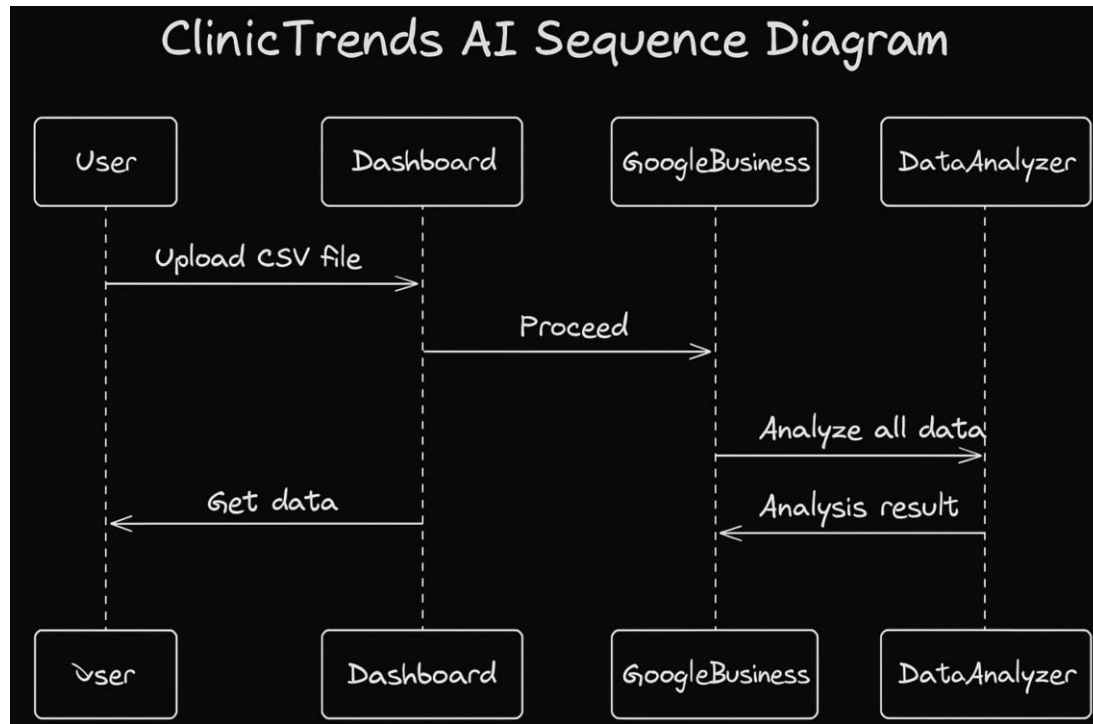 ClinicTrends AI Sequence Diagram
User
Dashboard
GoogleBusiness
DataAnalyzer
Upload CSV file
Proceed
Analyze all data
Get data
Analysis result
User
Dashboard
GoogleBusiness
DataAnalyzer